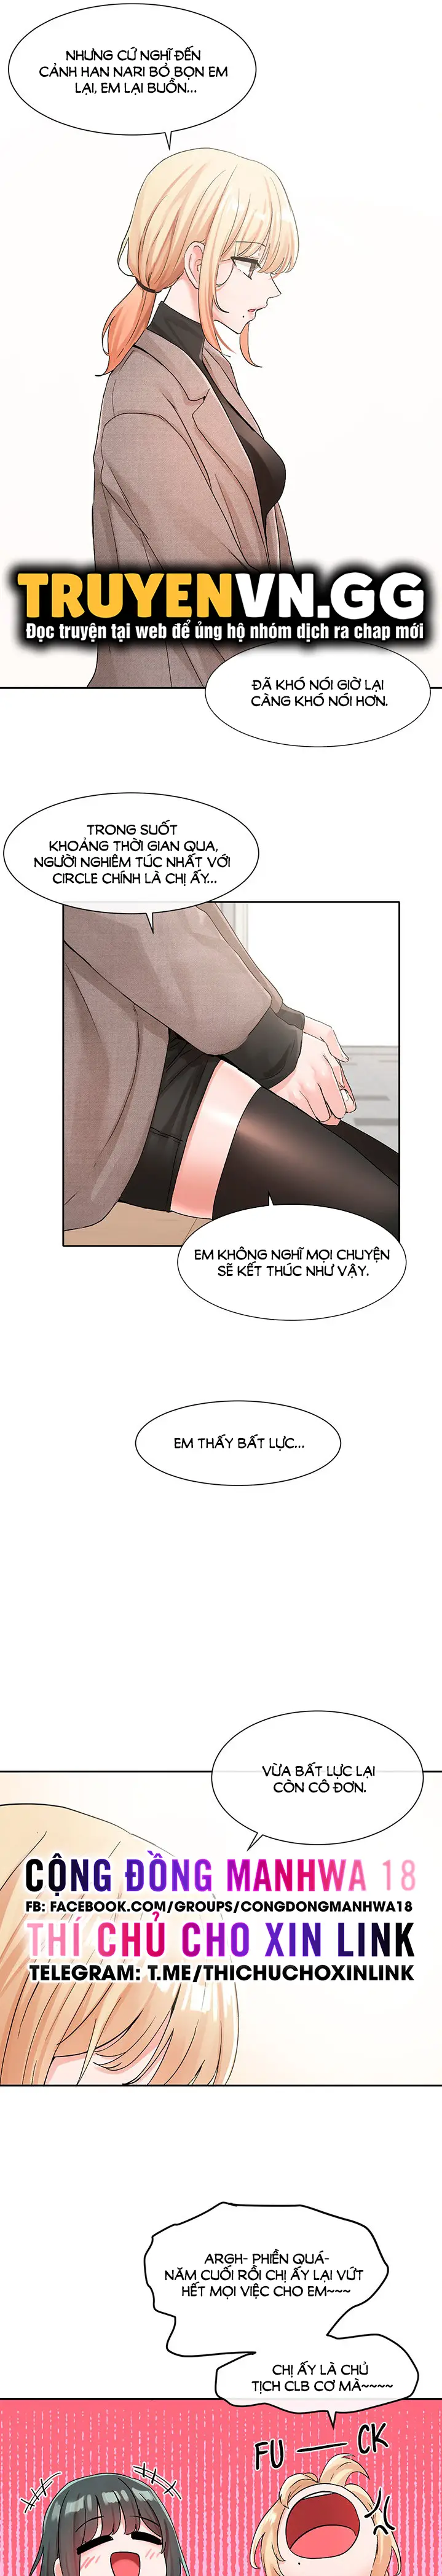 NHƯNG CỨ NGHĨ ĐẾN
CẢNH HAN NARI BỎ BỌN EM
LẠI, EM LẠI BUỒN...
TRUYENVN.GG
Đọc truyện tại web để ủng hộ nhóm dịch ra chap mới
ĐÃ KHÓ NÓI GIỜ LẠI
CÀNG KHÓ NÓI HƠN.
TRONG SUỐT
KHOẢNG THỜI GIAN QUA,
NGƯỜI NGHIÊM TÚC NHẤT VỚI
CIRCLE CHÍNH LÀ CHỊ ẤY...
EM KHÔNG NGHĨ MỌI CHUYỆN
SẼ KẾT THÚC NHƯ VẬY.
EM THẤY BẤT LỰC...
VỪA BẤT LỰC LẠI
CÒN CÔ ĐƠN.
CỘNG ĐỒNG MANHWA 18
FB: FACEBOOK.COM/GROUPS/CONGDONGMANHWA18
THÍ CHỦ CHO XIN LINK
TELEGRAM: T.ME/THICHUCHOXINLINK
ARGH- PHIỀN QUÁ-
NĂM CUỐI RỒI CHỊ ẤY LẠI VỨT
HẾT MỌI VIỆC CHO EM~~~
CHỊ ẤY LÀ CHỦ
TỊCH CLB CƠ MÀ~~~~
FU — CK